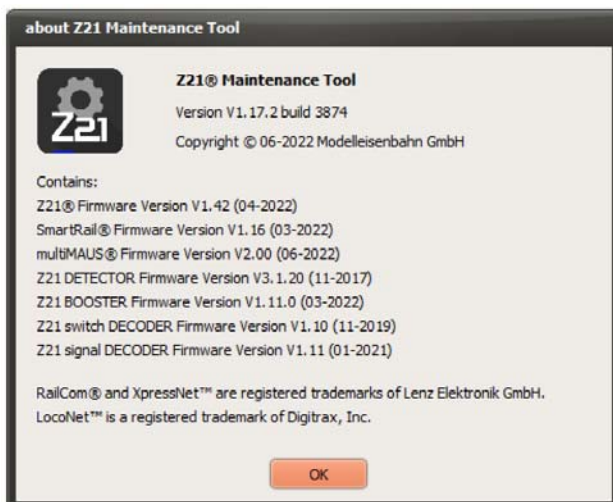 about Z21 Maintenance Tool
Z21
Z21® Maintenance Tool
Version V1.17.2 build 3874
Copyright © 06-2022 Modelleisenbahn GmbH
Contains:
Z21® Firmware Version V1.42 (04-2022)
SmartRail® Firmware Version V1.16 (03-2022)
multiMAUS® Firmware Version V2.00 (06-2022)
Z21 DETECTOR Firmware Version V3.1.20 (11-2017)
Z21 BOOSTER Firmware Version V1.11.0 (03-2022)
Z21 switch DECODER Firmware Version V1.10 (11-2019)
Z21 signal DECODER Firmware Version V1.11 (01-2021)
RailCom® and XpressNet™ are registered trademarks of Lenz Elektronik GmbH.
LocoNet™ is a registered trademark of Digitrax, Inc.
OK